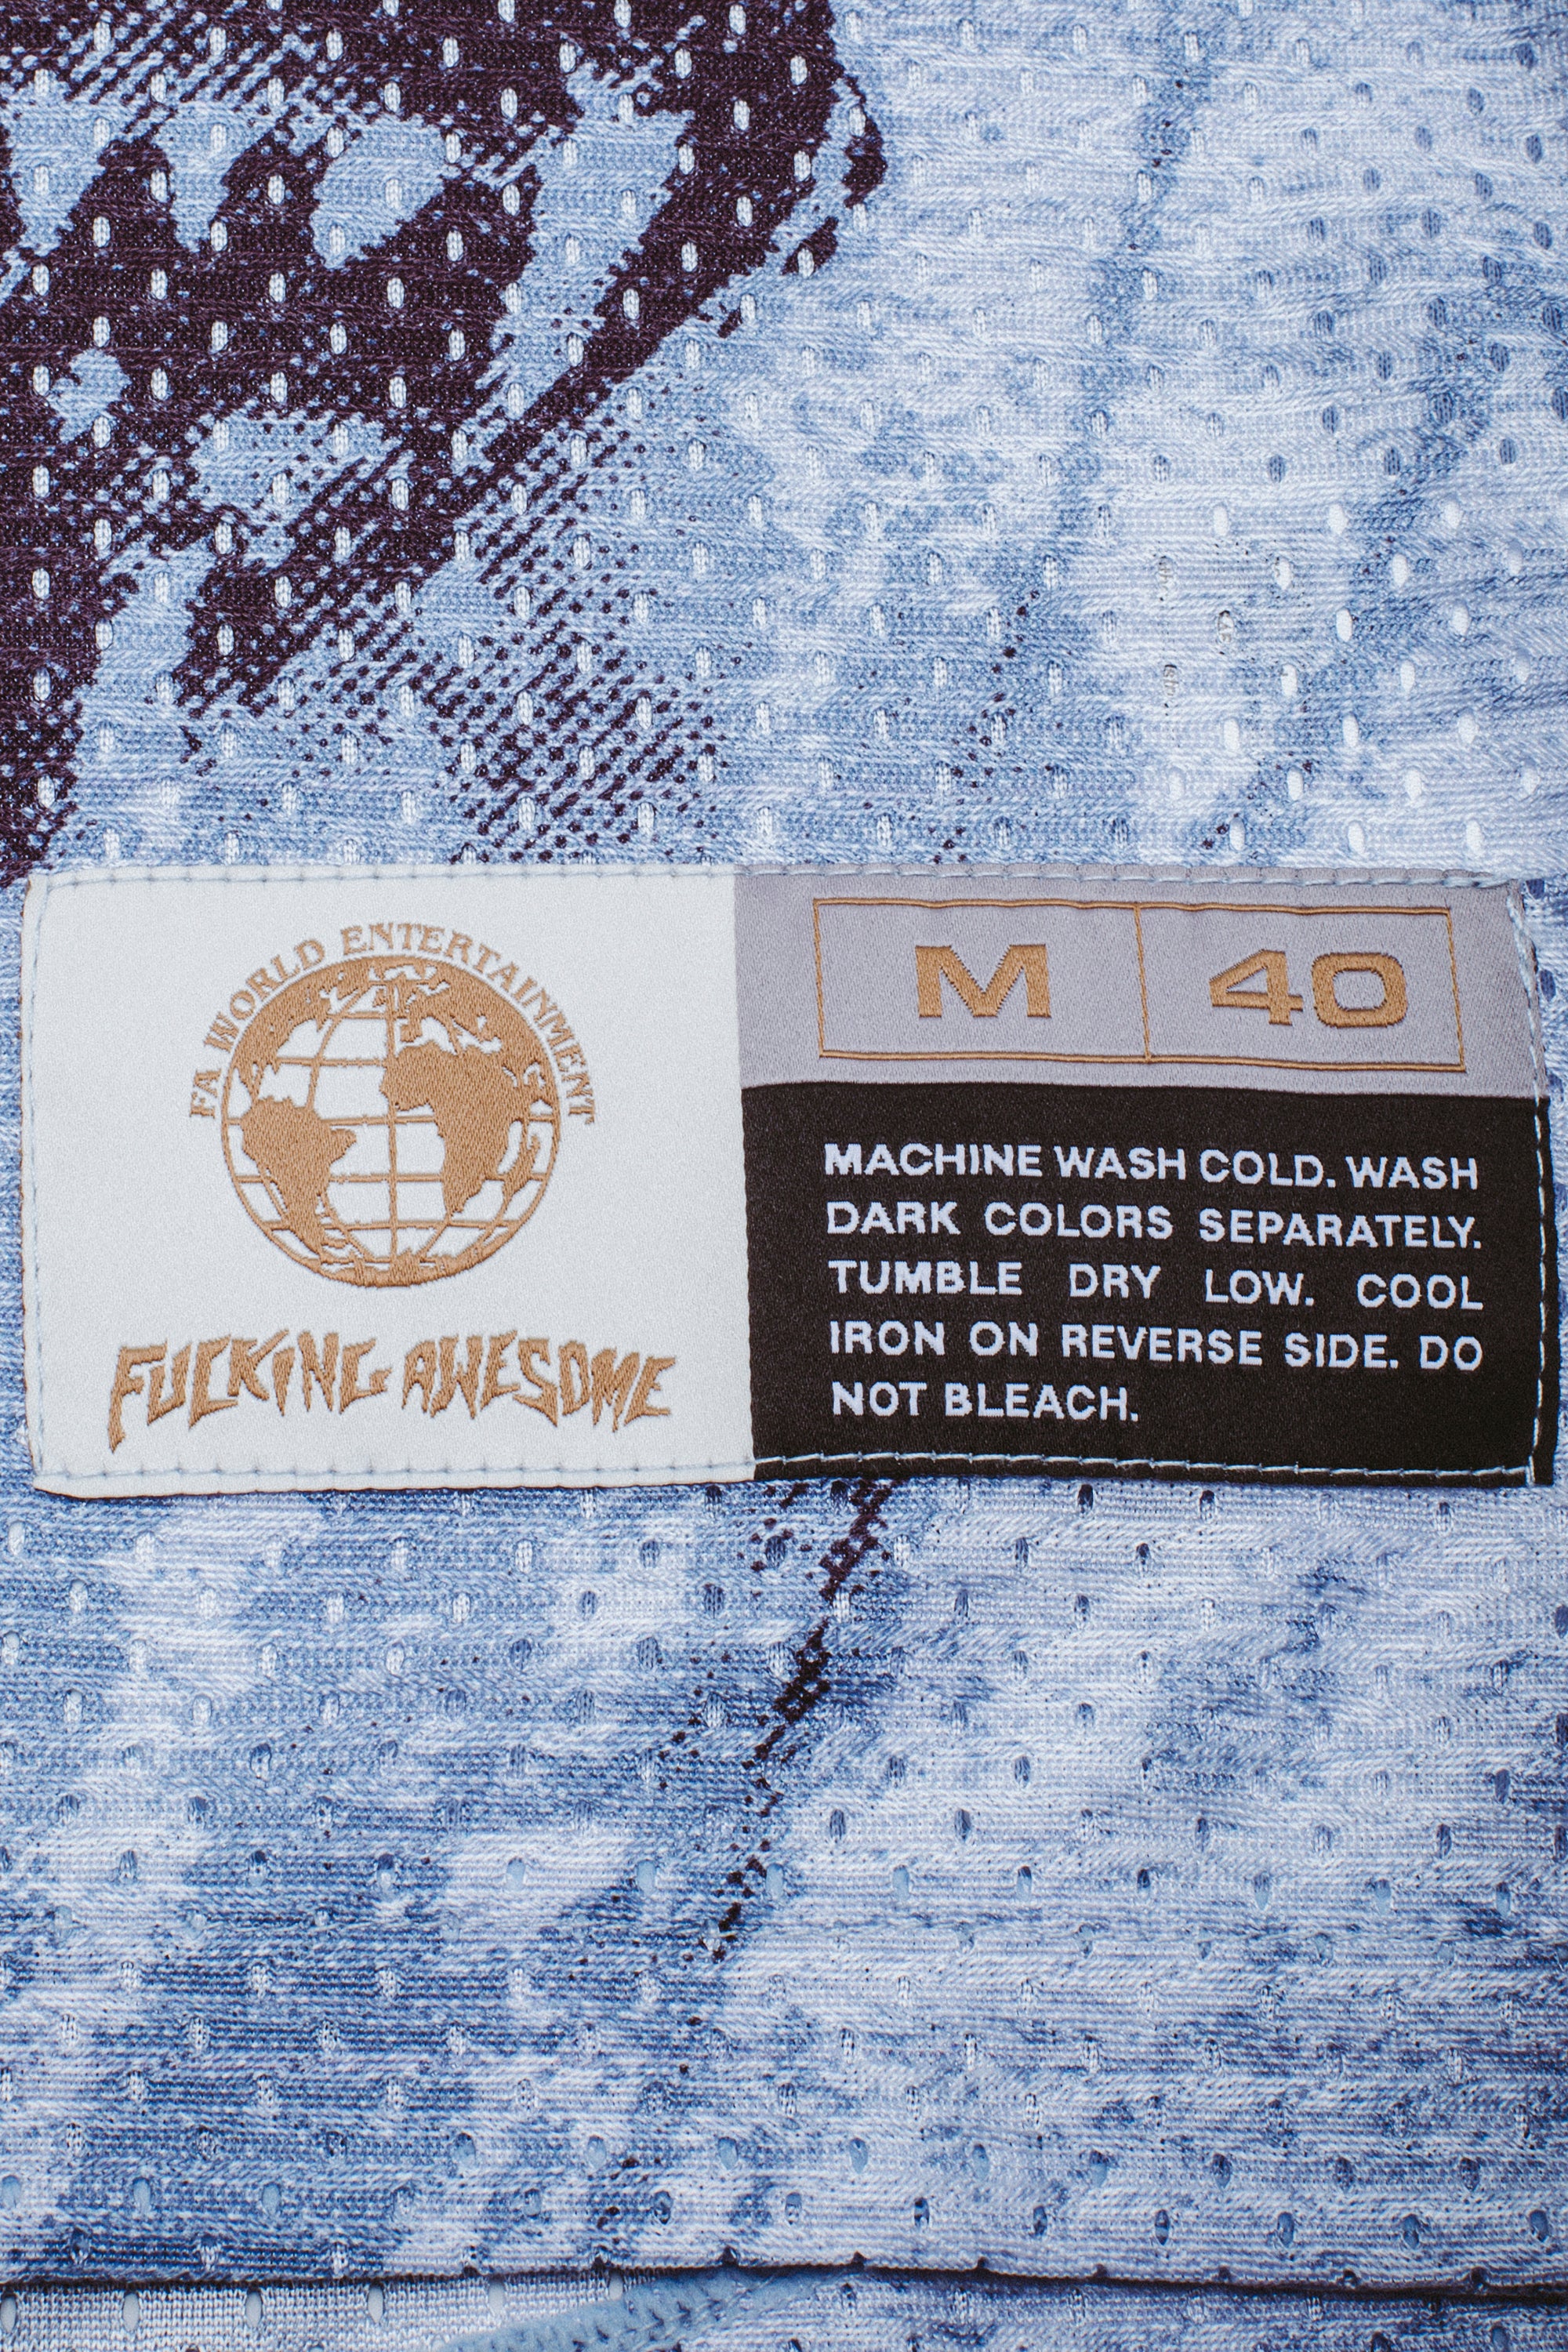 FA WORLD ENTERTAINMENT
FUCKING AWESOME
M 40
MACHINE WASH COLD. WASH
DARK COLORS SEPARATELY.
TUMBLE DRY LOW. COOL
IRON ON REVERSE SIDE. DO
NOT BLEACH.